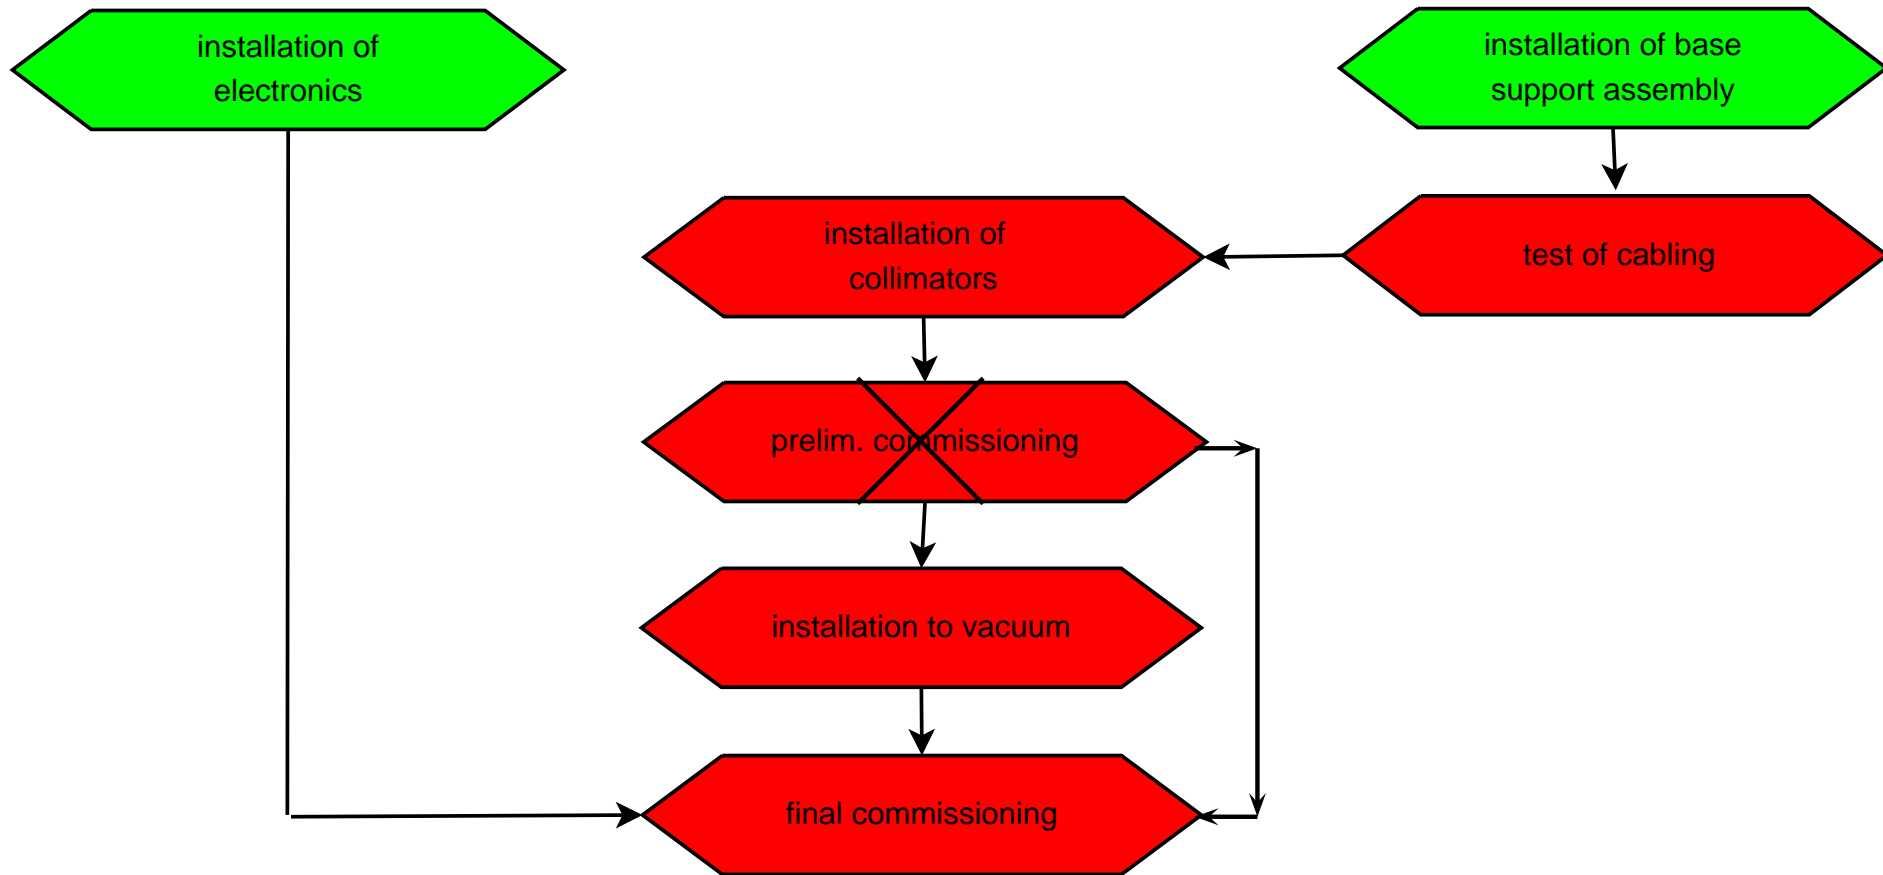 installation of
electronics
installation of base
support assembly
installation of
collimators
test of cabling
prelim. commissioning
installation to vacuum
final commissioning